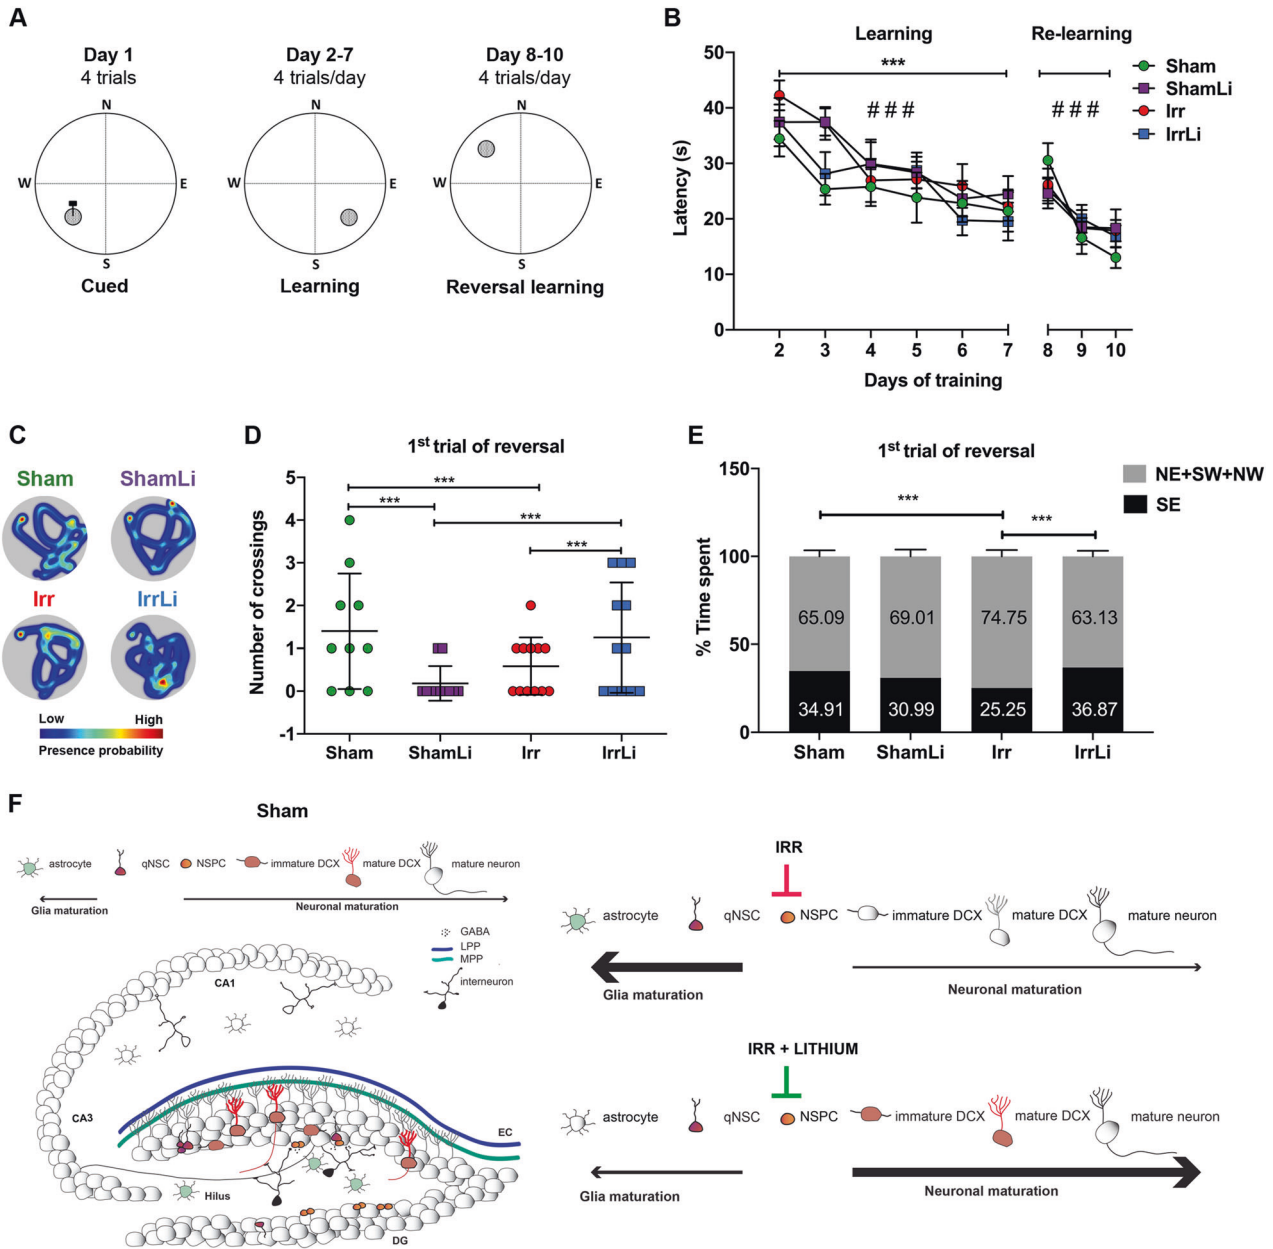 A
Day 1
4 trials
N
W
E
S
Cued
Day 2-7
4 trials/day
N
W
E
S
Learning
Day 8-10
4 trials/day
N
W
E
S
Reversal learning
B
Learning
Re-learning
***
# # #
# # #
Sham
ShamLi
Irr
IrrLi
Latency (s)
50
40
30
20
10
0
2 3 4 5 6 7 8 9 10
Days of training
C
Sham
ShamLi
Irr
IrrLi
Low High
Presence probability
D
1st trial of reversal
Number of crossings
5
4
3
2
1
0
-1
***
***
***
***
Sham ShamLi Irr IrrLi
E
1st trial of reversal
NE+SW+NW
SE
% Time spent
150
100
50
0
***
***
65.09 69.01 74.75 63.13
34.91 30.99 25.25 36.87
Sham ShamLi Irr IrrLi
F
Sham
astrocyte qNSC NSPC immature DCX mature DCX mature neuron
Glia maturation
Neuronal maturation
GABA
LPP
MPP
interneuron
CA1
CA3
EC
Hilus
DG
IRR
astrocyte qNSC NSPC immature DCX mature DCX mature neuron
Glia maturation
Neuronal maturation
IRR + LITHIUM
astrocyte qNSC NSPC immature DCX mature DCX mature neuron
Glia maturation
Neuronal maturation